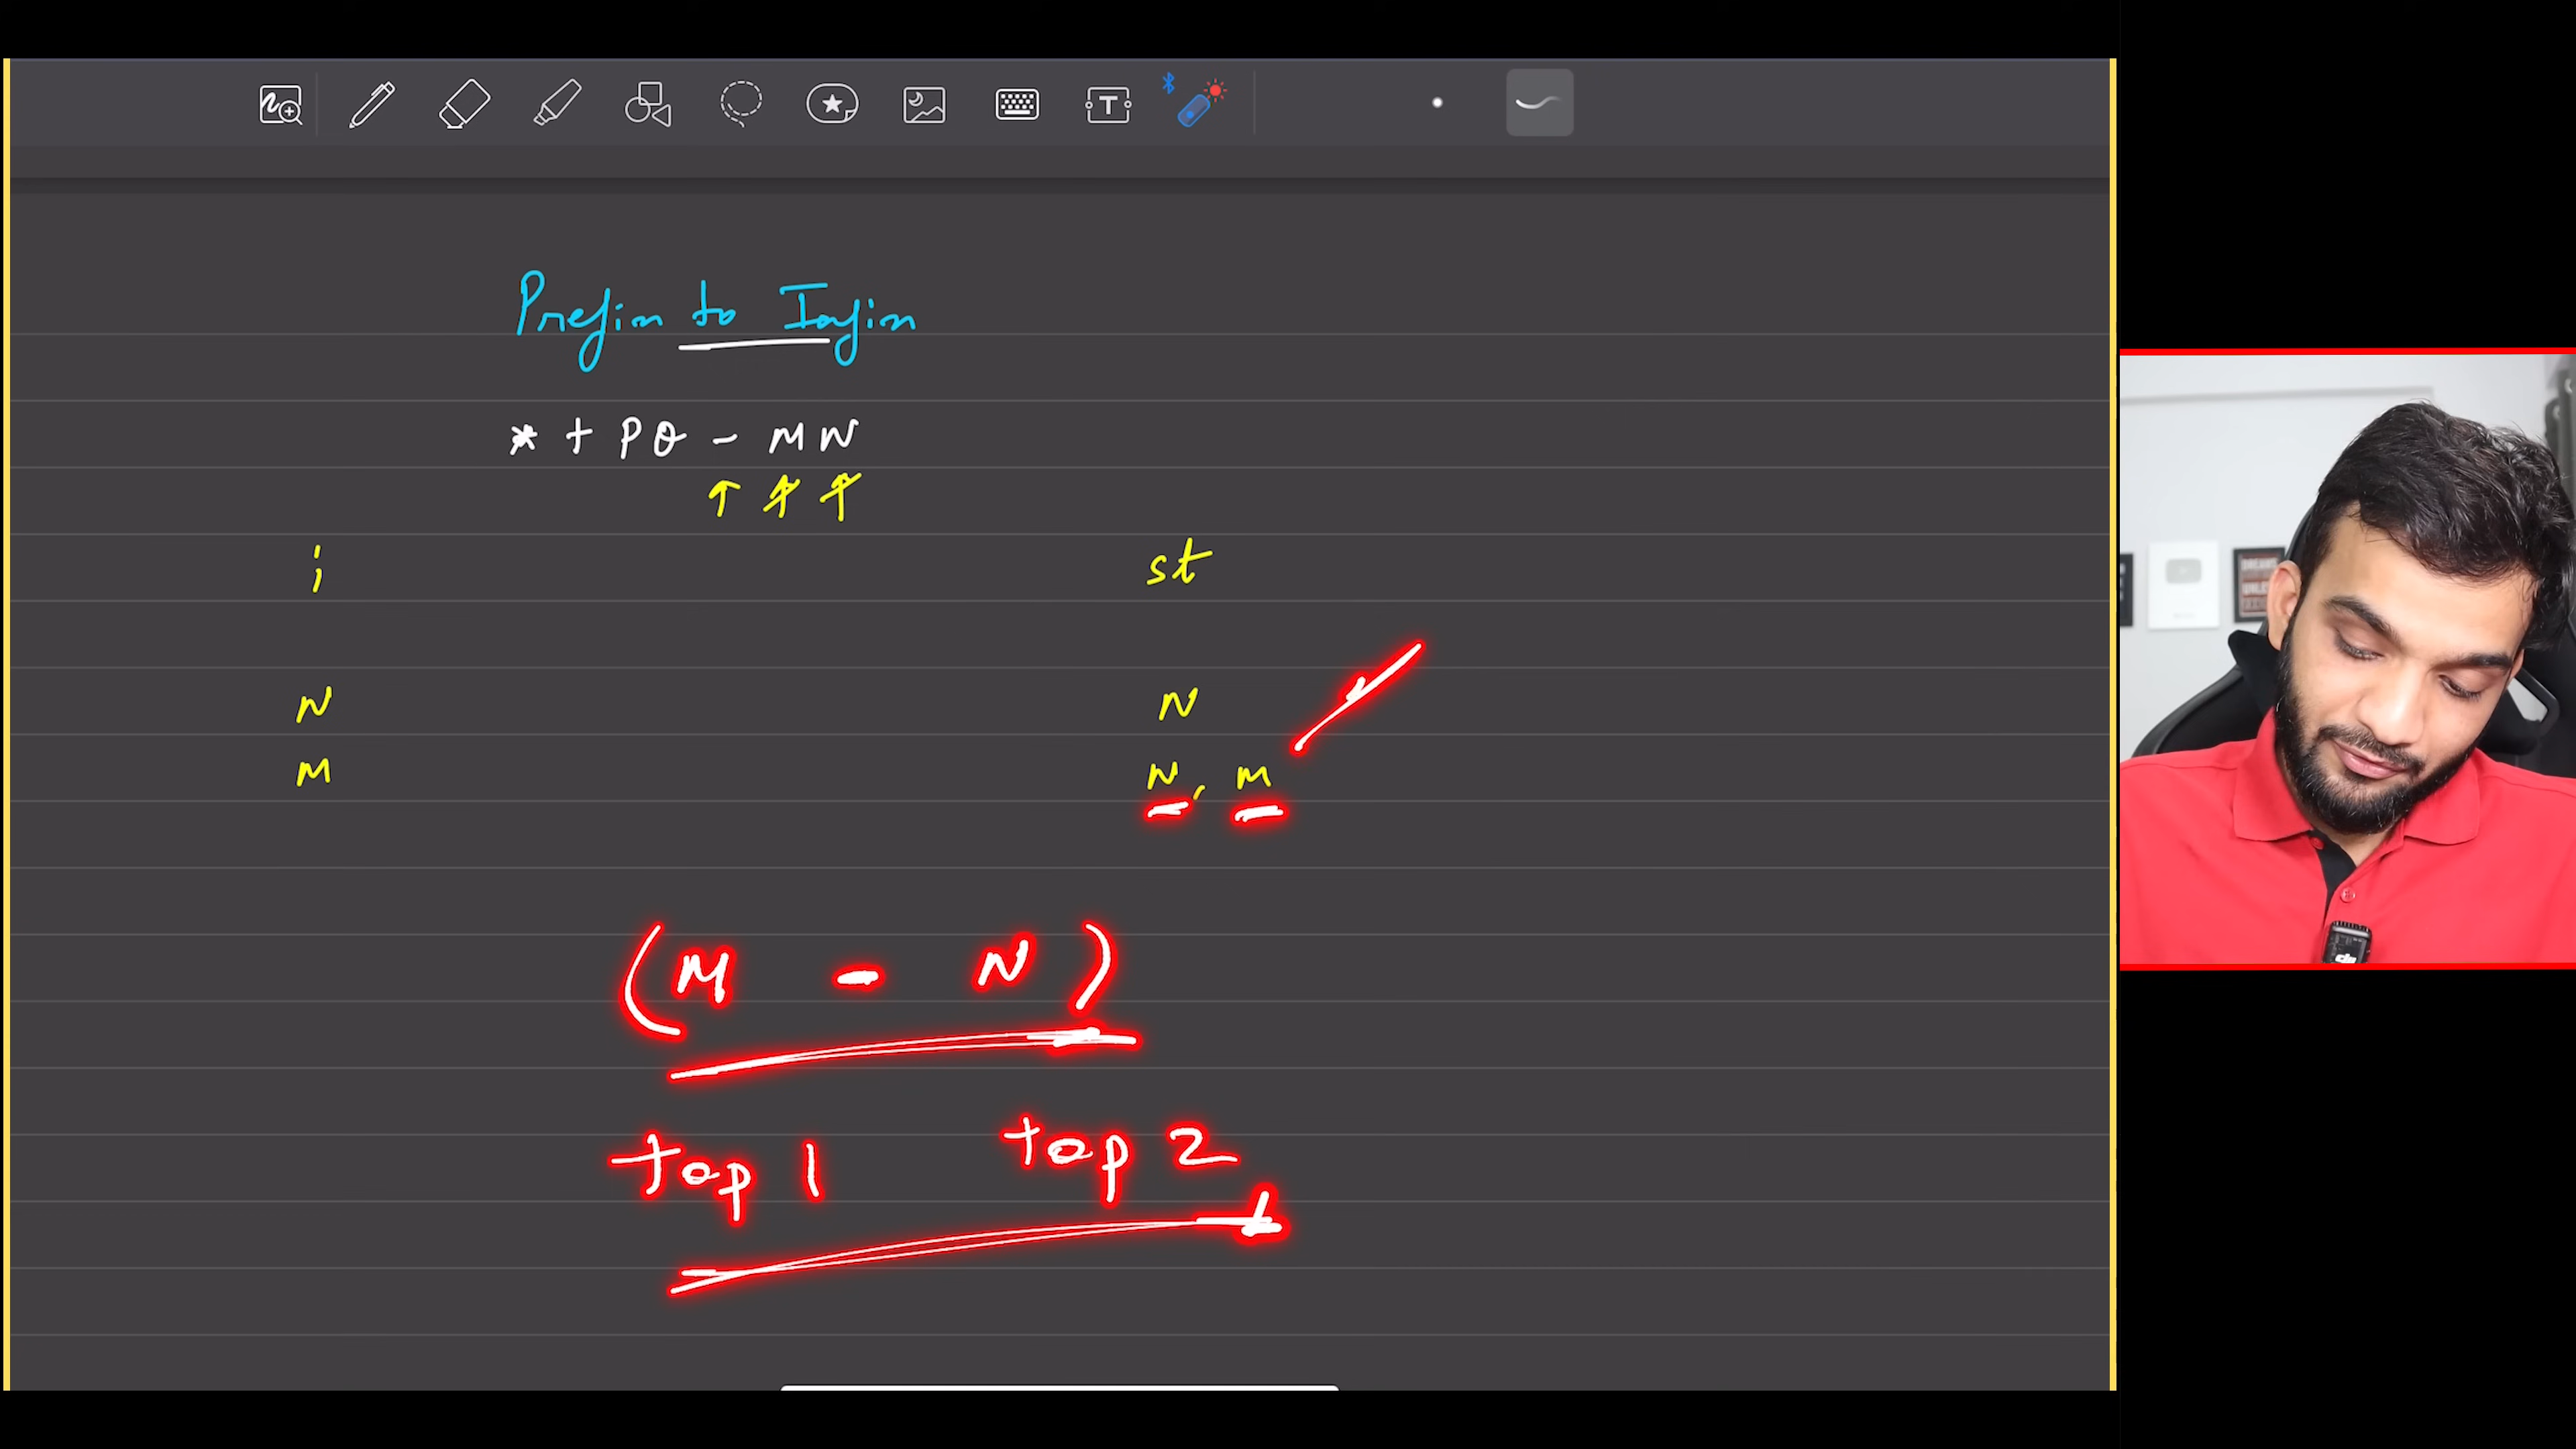 Prefix to Infix
* + P Q - M N
↑ ↑ ↑
i st
N N
M N, M
(M - N)
top 1 top 2